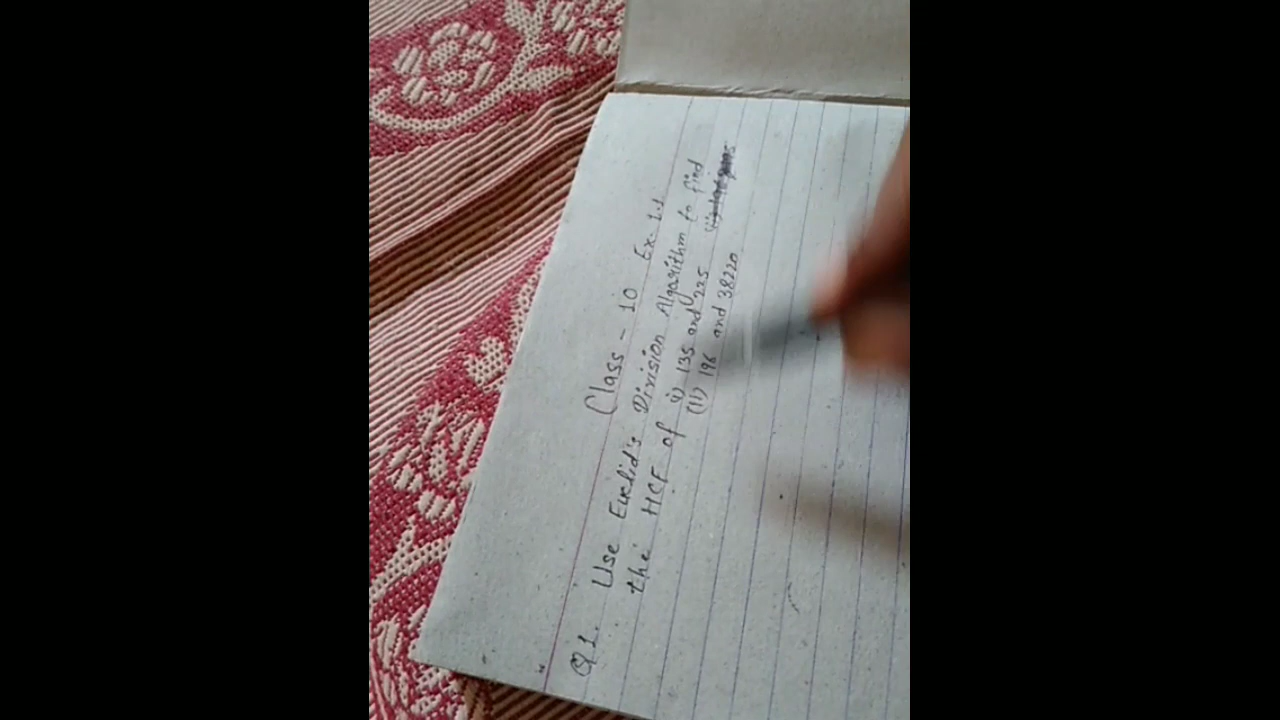 Class - 10 Ex- 1.1
Q1. Use Euclid's Division Algorithm to find
the HCF of i) 135 and 225
(11) 196 and 38220